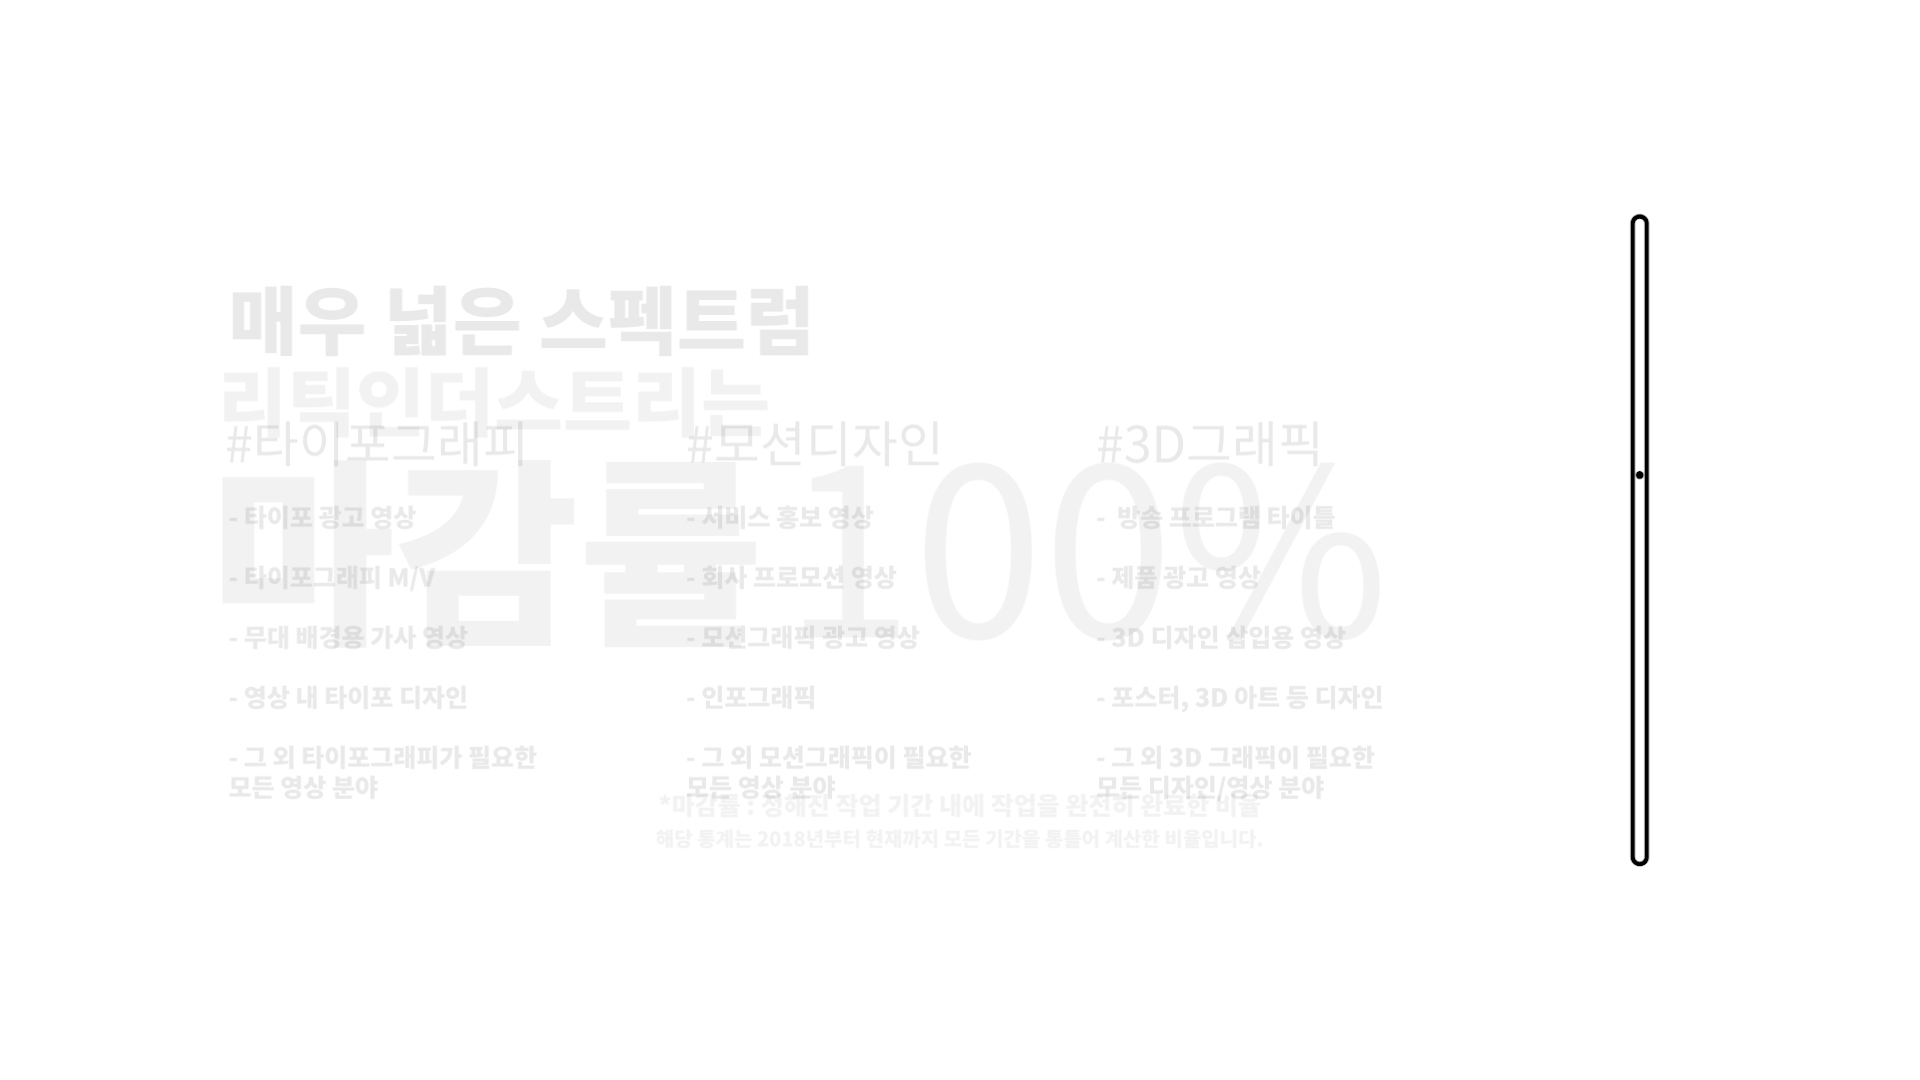 매우 넓은 스펙트럼
리틱인더스트리는
#타이포그래피
#모션디자인
#3D그래픽
마감률 100%
- 타이포 광고 영상
- 타이포그래피 M/V
- 무대 배경용 가사 영상
- 영상 내 타이포 디자인
- 그 외 타이포그래피가 필요한
모든 영상 분야
- 서비스 홍보 영상
- 회사 프로모션 영상
- 모션그래픽 광고 영상
- 인포그래픽
- 그 외 모션그래픽이 필요한
모든 영상 분야
- 방송 프로그램 타이틀
- 제품 광고 영상
- 3D 디자인 삽입용 영상
- 포스터, 3D 아트 등 디자인
- 그 외 3D 그래픽이 필요한
모든 디자인/영상 분야
*마감률 : 정해진 작업 기간 내에 작업을 완전히 완료한 비율
해당 통계는 2018년부터 현재까지 모든 기간을 통틀어 계산한 비율입니다.